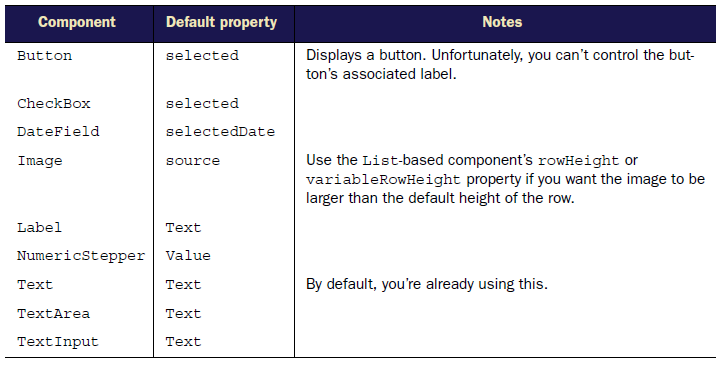 Component Default property Notes
Button selected Displays a button. Unfortunately, you can’t control the but-
ton’s associated label.
CheckBox selected
DateField selectedDate
Image source Use the List-based component’s rowHeight or
variableRowHeight property if you want the image to be
larger than the default height of the row.
Label Text
NumericStepper Value
Text Text By default, you’re already using this.
TextArea Text
TextInput Text